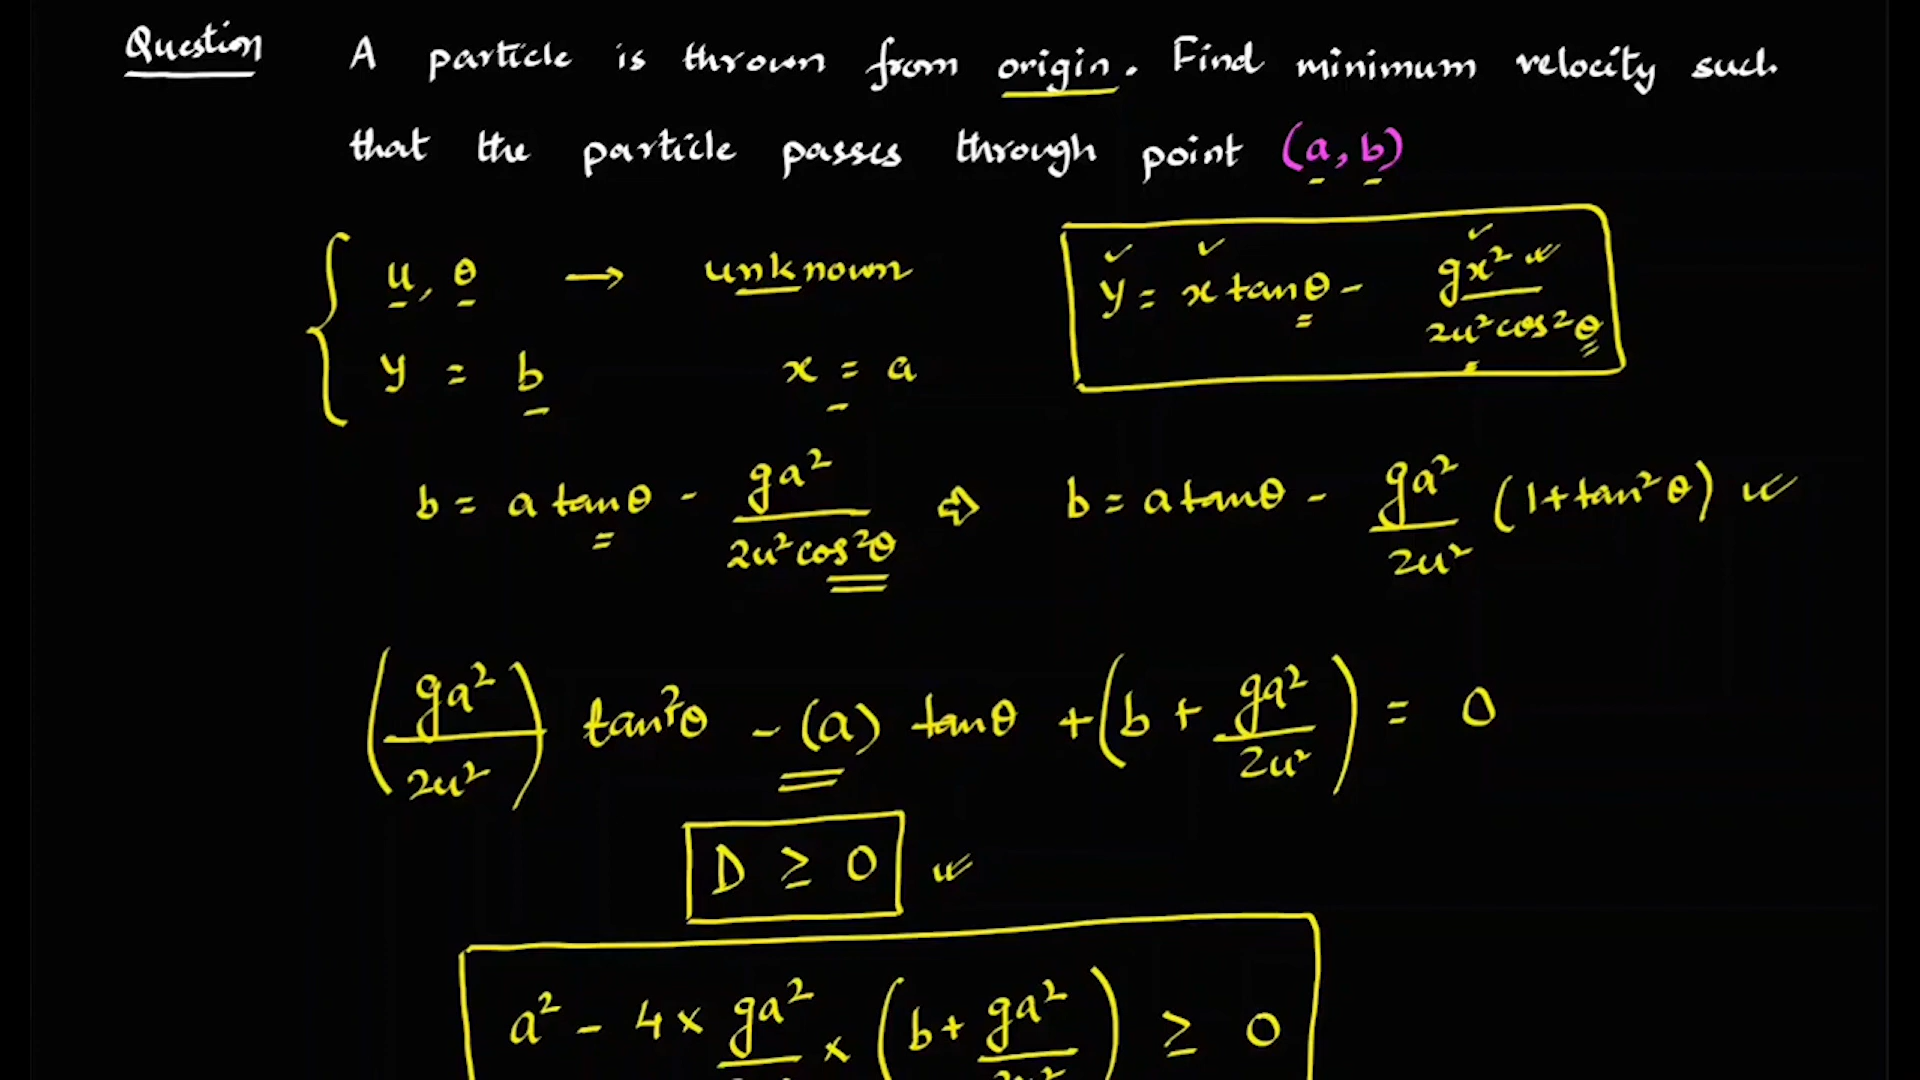 Question A particle is thrown from origin. Find minimum velocity such
that the particle passes through point (a, b)
u, θ → unknown
y = x tanθ - gx² / 2u²cos²θ
y = b x = a
b = a tanθ - ga² / 2u²cos²θ ⇨ b = a tanθ - ga² / 2u² (1+tan²θ)
(ga² / 2u²) tan²θ - (a) tanθ + (b + ga² / 2u²) = 0
D ≥ 0
a² - 4 × ga² × (b + ga²) ≥ 0